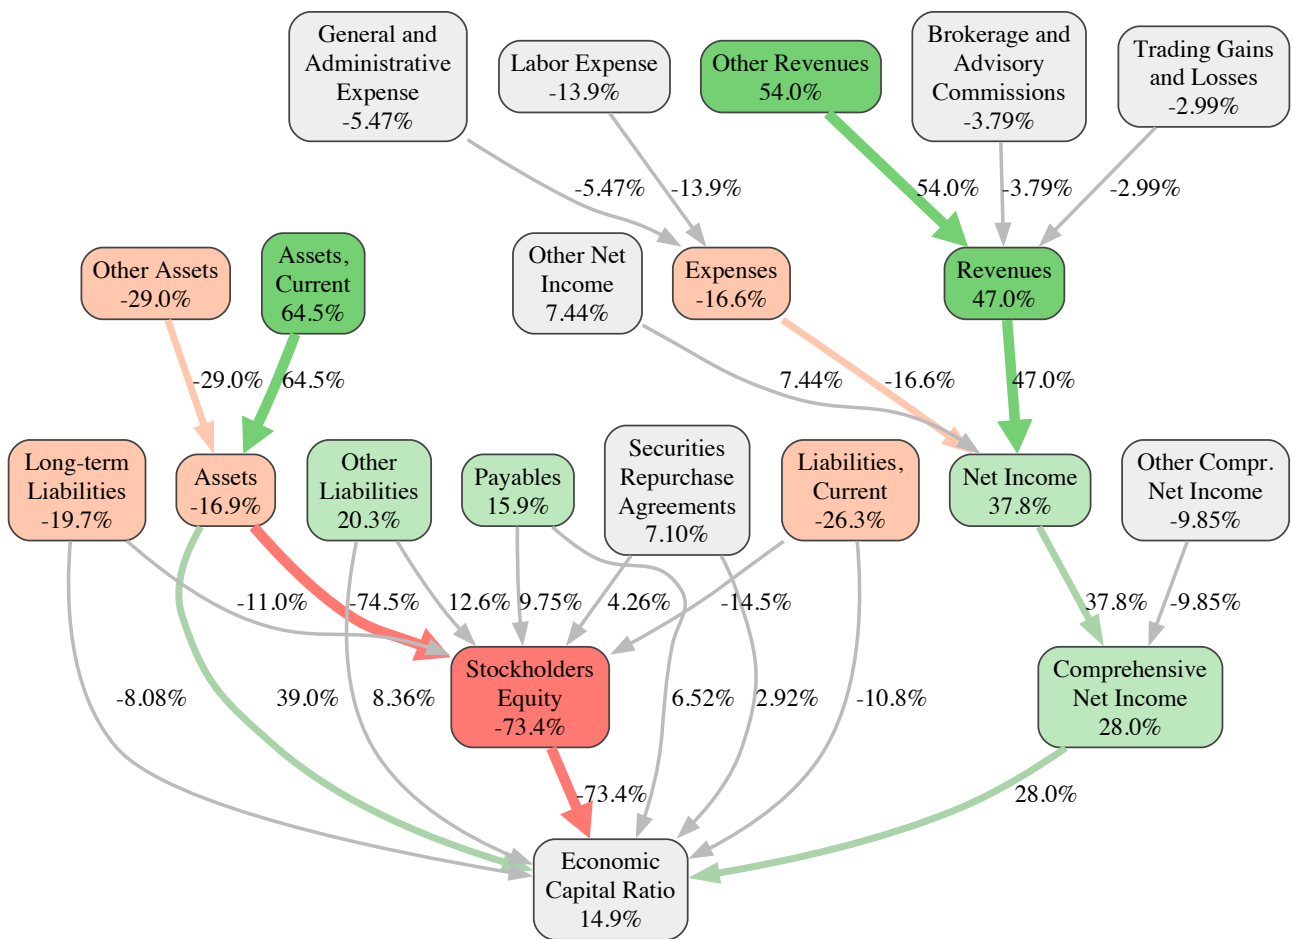 General and
Administrative
Expense
-5.47%
Labor Expense
-13.9%
Other Revenues
54.0%
Brokerage and
Advisory
Commissions
-3.79%
Trading Gains
and Losses
-2.99%
-5.47%
-13.9%
54.0%
-3.79%
-2.99%
Other Assets
-29.0%
Assets,
Current
64.5%
Other Net
Income
7.44%
Expenses
-16.6%
Revenues
47.0%
-29.0%
64.5%
7.44%
-16.6%
47.0%
Long-term
Liabilities
-19.7%
Assets
-16.9%
Other
Liabilities
20.3%
Payables
15.9%
Securities
Repurchase
Agreements
7.10%
Liabilities,
Current
-26.3%
Net Income
37.8%
Other Compr.
Net Income
-9.85%
-11.0%
-74.5%
12.6%
9.75%
4.26%
-14.5%
37.8%
-9.85%
Stockholders
Equity
-73.4%
Comprehensive
Net Income
28.0%
-8.08%
39.0%
8.36%
6.52%
2.92%
-10.8%
-73.4%
28.0%
Economic
Capital Ratio
14.9%